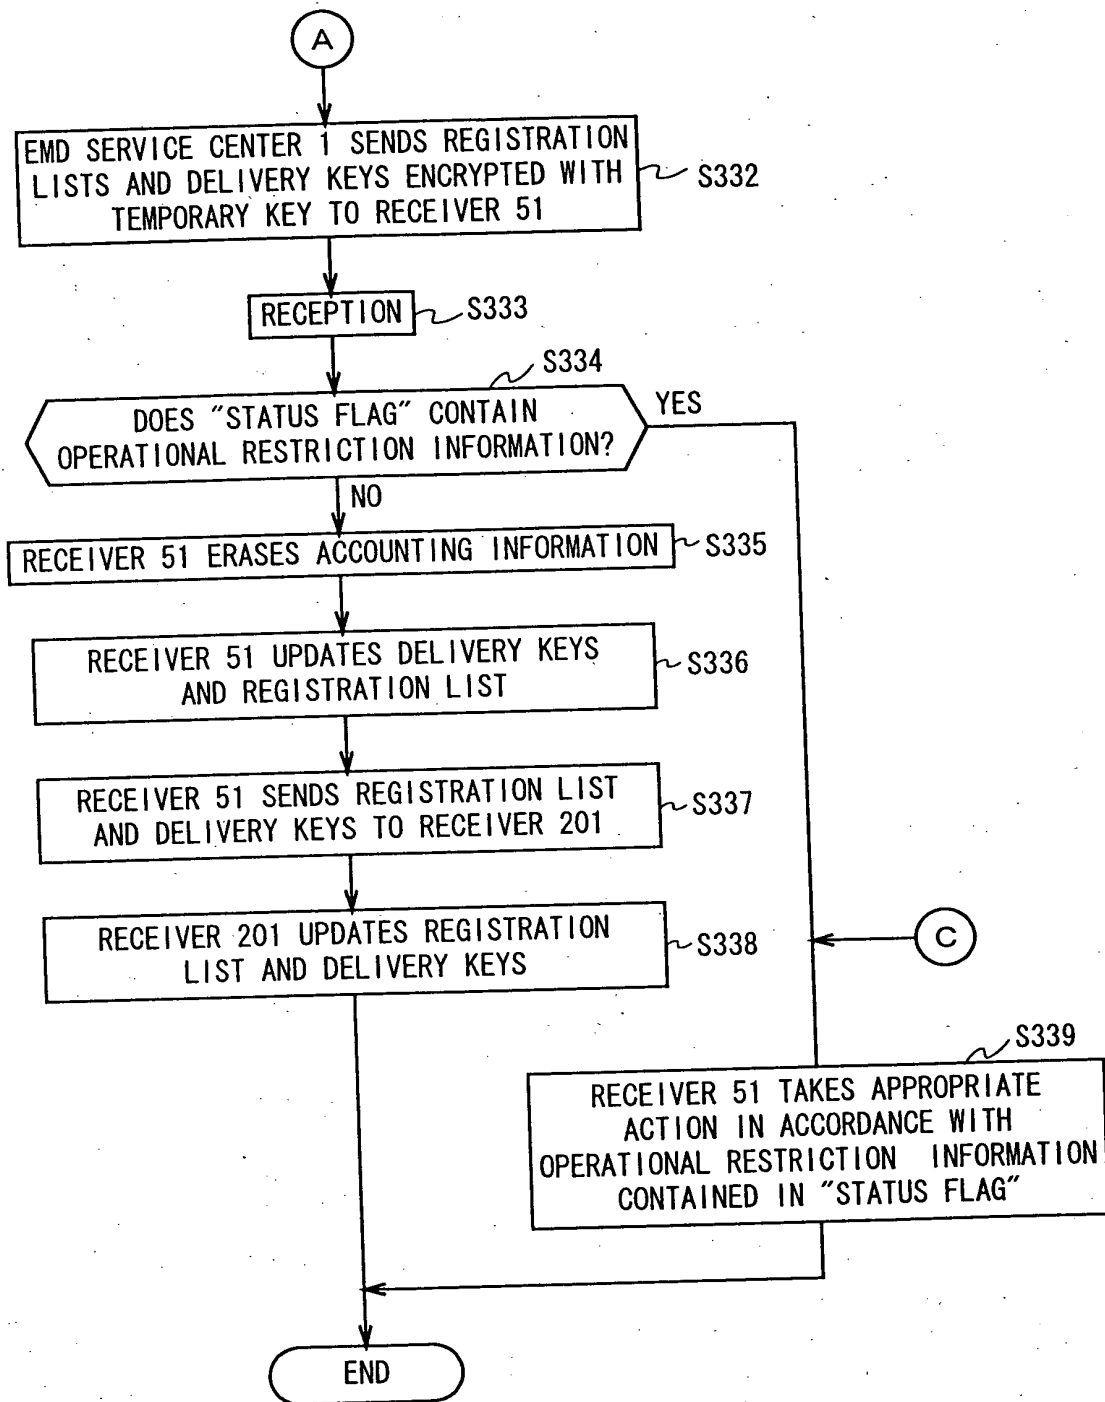 A
EMD SERVICE CENTER 1 SENDS REGISTRATION
LISTS AND DELIVERY KEYS ENCRYPTED WITH
TEMPORARY KEY TO RECEIVER 51
S332
RECEPTION
S333
S334
DOES "STATUS FLAG" CONTAIN
OPERATIONAL RESTRICTION INFORMATION?
YES
NO
RECEIVER 51 ERASES ACCOUNTING INFORMATION
S335
RECEIVER 51 UPDATES DELIVERY KEYS
AND REGISTRATION LIST
S336
RECEIVER 51 SENDS REGISTRATION LIST
AND DELIVERY KEYS TO RECEIVER 201
S337
RECEIVER 201 UPDATES REGISTRATION
LIST AND DELIVERY KEYS
S338
C
S339
RECEIVER 51 TAKES APPROPRIATE
ACTION IN ACCORDANCE WITH
OPERATIONAL RESTRICTION INFORMATION
CONTAINED IN "STATUS FLAG"
END